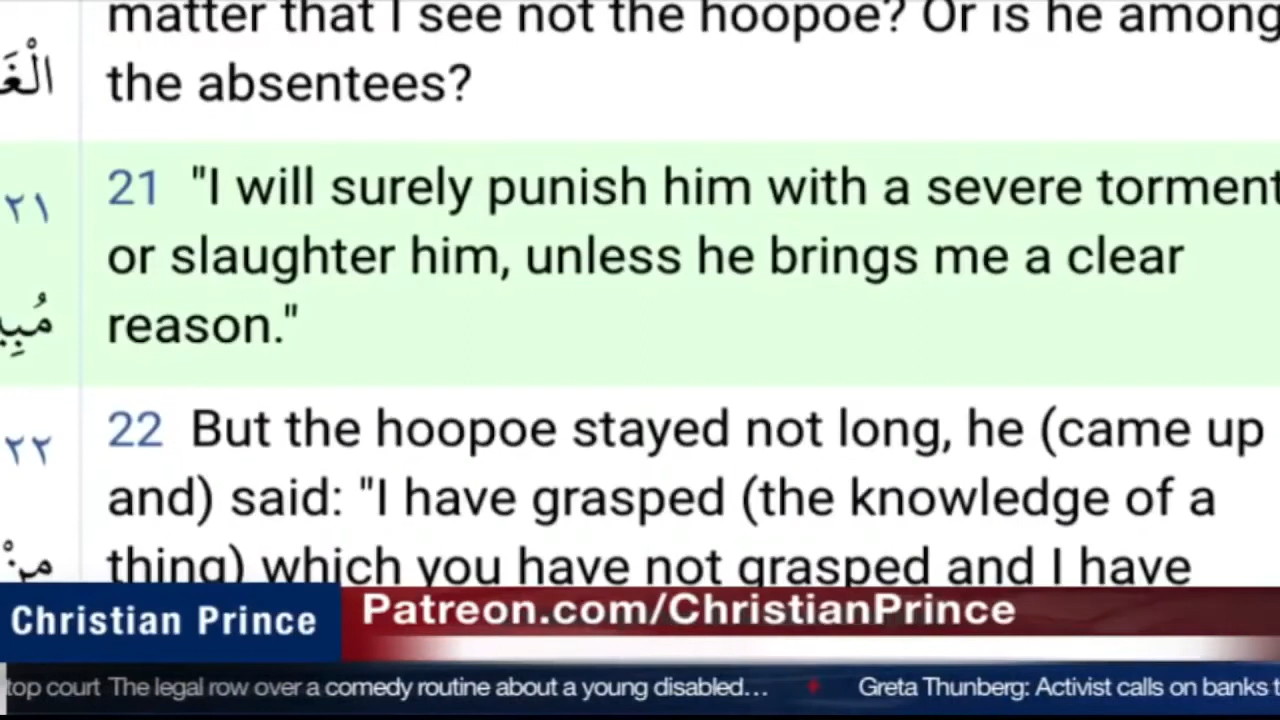 matter that I see not the hoopoe? Or is he among
the absentees?
٢١ 21 "I will surely punish him with a severe torment
or slaughter him, unless he brings me a clear
reason."
٢٢ 22 But the hoopoe stayed not long, he (came up
and) said: "I have grasped (the knowledge of a
thing) which you have not grasped and I have
Christian Prince
Patreon.com/ChristianPrince
top court The legal row over a comedy routine about a young disabled... Greta Thunberg: Activist calls on banks